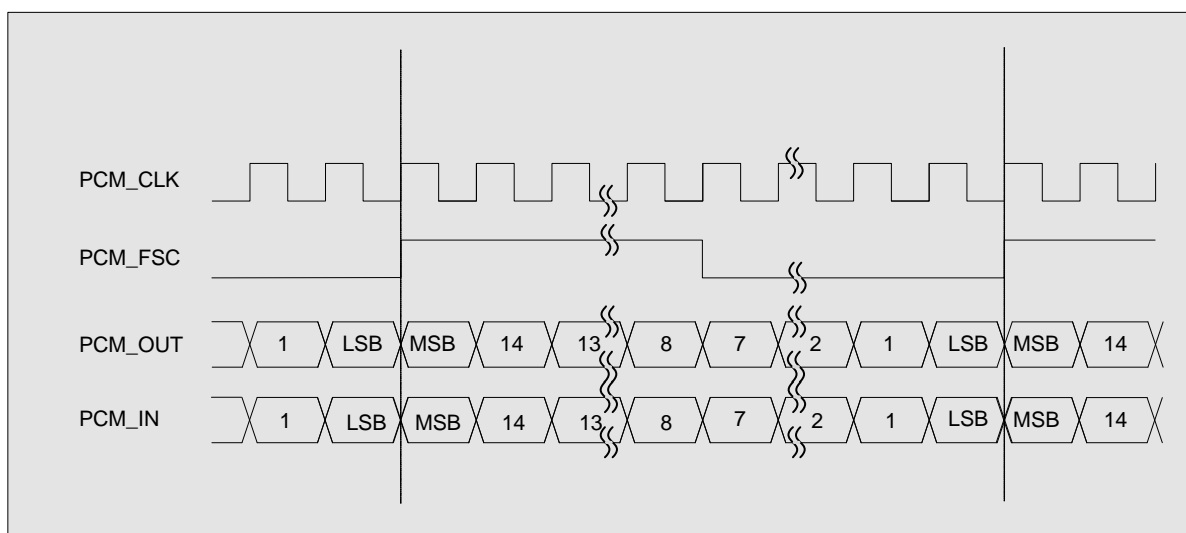 PCM_CLK
PCM_FSC
PCM_OUT 1 LSB MSB 14 13 8 7 2 1 LSB MSB 14
PCM_IN 1 LSB MSB 14 13 8 7 2 1 LSB MSB 14